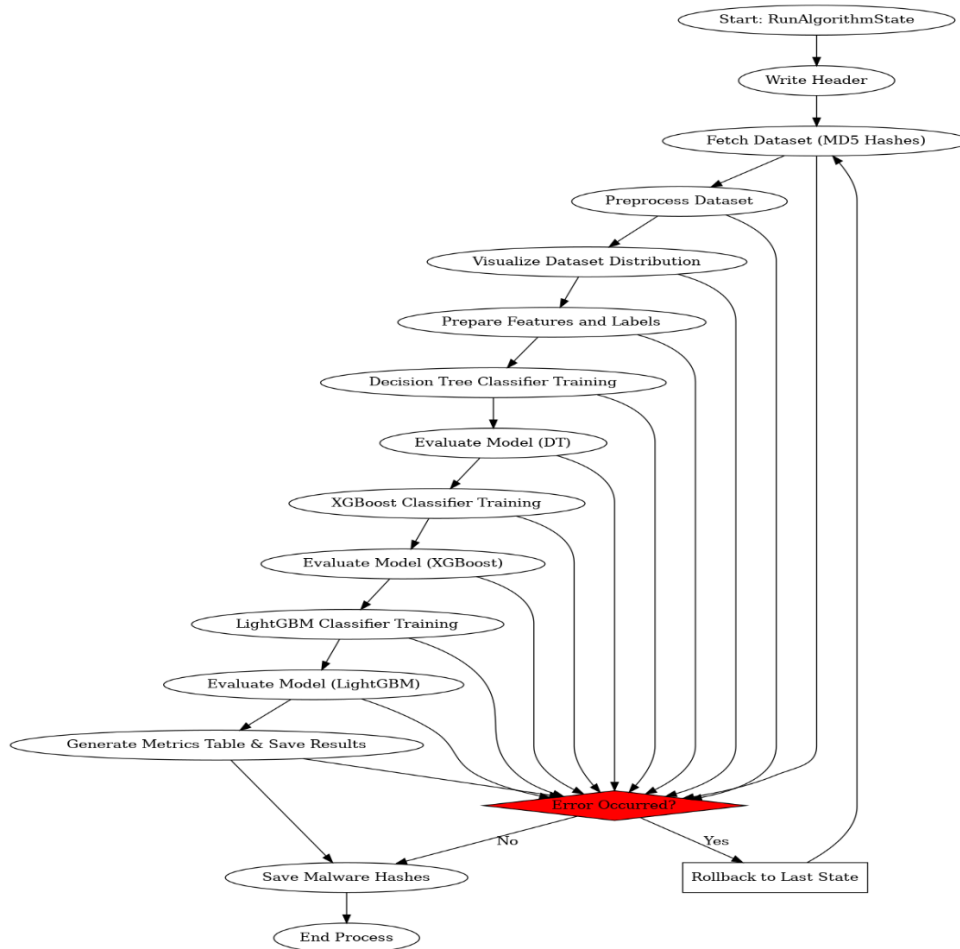 Start: RunAlgorithmState
Write Header
Fetch Dataset (MD5 Hashes)
Preprocess Dataset
Visualize Dataset Distribution
Prepare Features and Labels
Decision Tree Classifier Training
Evaluate Model (DT)
XGBoost Classifier Training
Evaluate Model (XGBoost)
LightGBM Classifier Training
Evaluate Model (LightGBM)
Generate Metrics Table & Save Results
Error Occurred?
No
Yes
Save Malware Hashes
Rollback to Last State
End Process